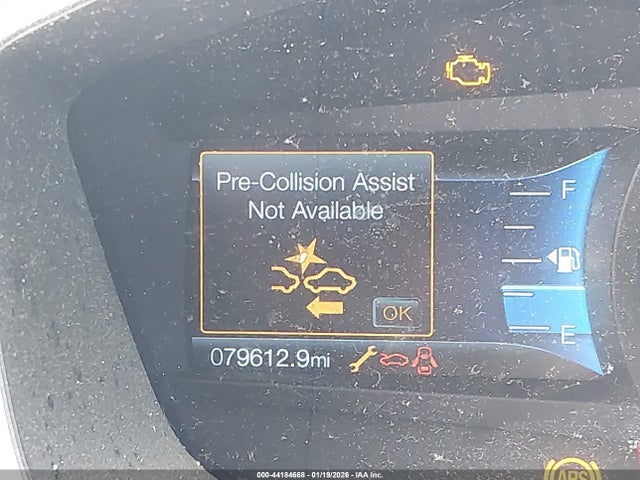 Pre-Collision Assist
Not Available
F
OK
E
079612.9mi
ABS
000-44184668 - 01/19/2026 - IAA Inc.